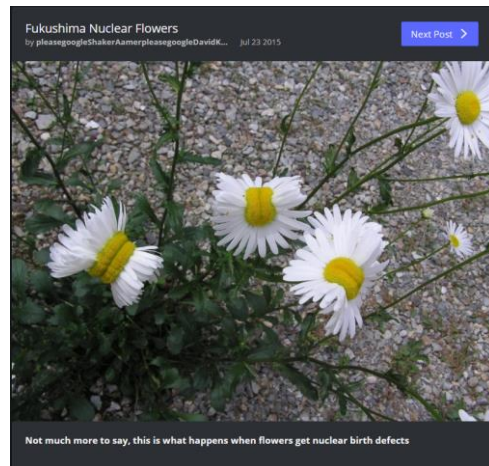 Fukushima Nuclear Flowers
Next Post
by pleasegoogleShakerAamerpleasegoogleDavidK... Jul 23 2015
Not much more to say, this is what happens when flowers get nuclear birth defects